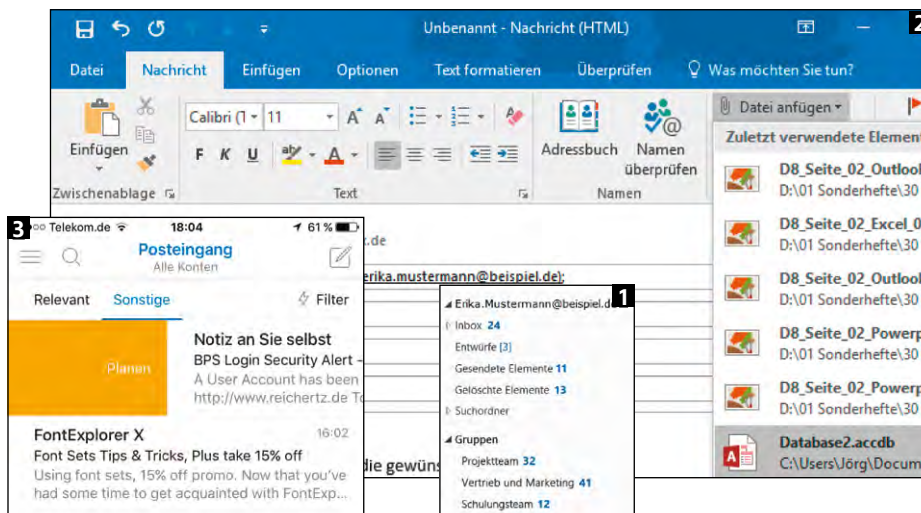 Unbenannt - Nachricht (HTML)
2
Datei Nachricht Einfügen Optionen Text formatieren Überprüfen Was möchten Sie tun?
Einfügen
Zwischenablage
Calibri (T 11
F K U
Text
Adressbuch
Namen überprüfen
Namen
Datei anfügen
Zuletzt verwendete Element
D8_Seite_02_Outlook
D:\01 Sonderhefte\30
D8_Seite_02_Excel_0
D:\01 Sonderhefte\30
D8_Seite_02_Outlook
D:\01 Sonderhefte\30
D8_Seite_02_Powerp
D:\01 Sonderhefte\30
D8_Seite_02_Powerp
D:\01 Sonderhefte\30
Database2.accdb
C:\Users\Jörg\Docum
.de
erika.mustermann@beispiel.de);
die gewüns
3
Telekom.de 18:04 61 %
Posteingang
Alle Konten
Relevant Sonstige Filter
Planen
Notiz an Sie selbst
BPS Login Security Alert -
A User Account has been
http://www.reichertz.de To
FontExplorer X 16:02
Font Sets Tips & Tricks, Plus take 15% off
Using font sets, 15% off promo. Now that you've
had some time to get acquainted with FontExp...
1
Erika.Mustermann@beispiel.de
Inbox 24
Entwürfe [3]
Gesendete Elemente 11
Gelöschte Elemente 13
Suchordner
Gruppen
Projektteam 32
Vertrieb und Marketing 41
Schulungsteam 12